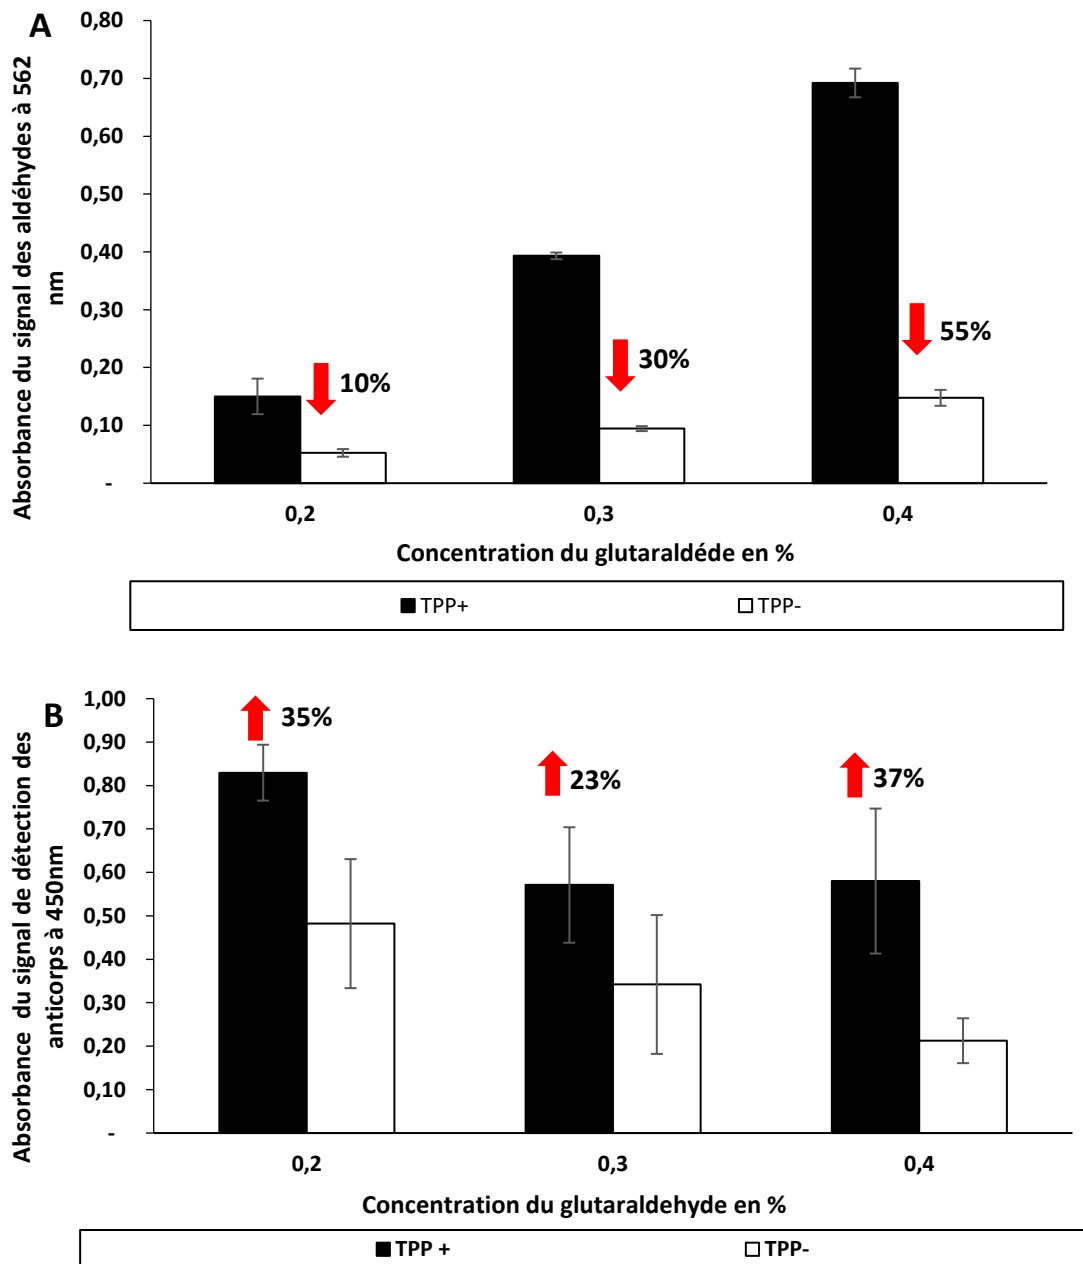 A
Absorbance du signal des aldéhydes à 562
nm
0,80
0,70
0,60
0,50
0,40
0,30
0,20
0,10
-
10%
30%
55%
0,2
0,3
0,4
Concentration du glutaraldéde en %
TPP+
TPP-
B
Absorbance du signal de détection des
anticorps à 450nm
1,00
0,90
0,80
0,70
0,60
0,50
0,40
0,30
0,20
0,10
-
35%
23%
37%
0,2
0,3
0,4
Concentration du glutaraldehyde en %
TPP +
TPP-